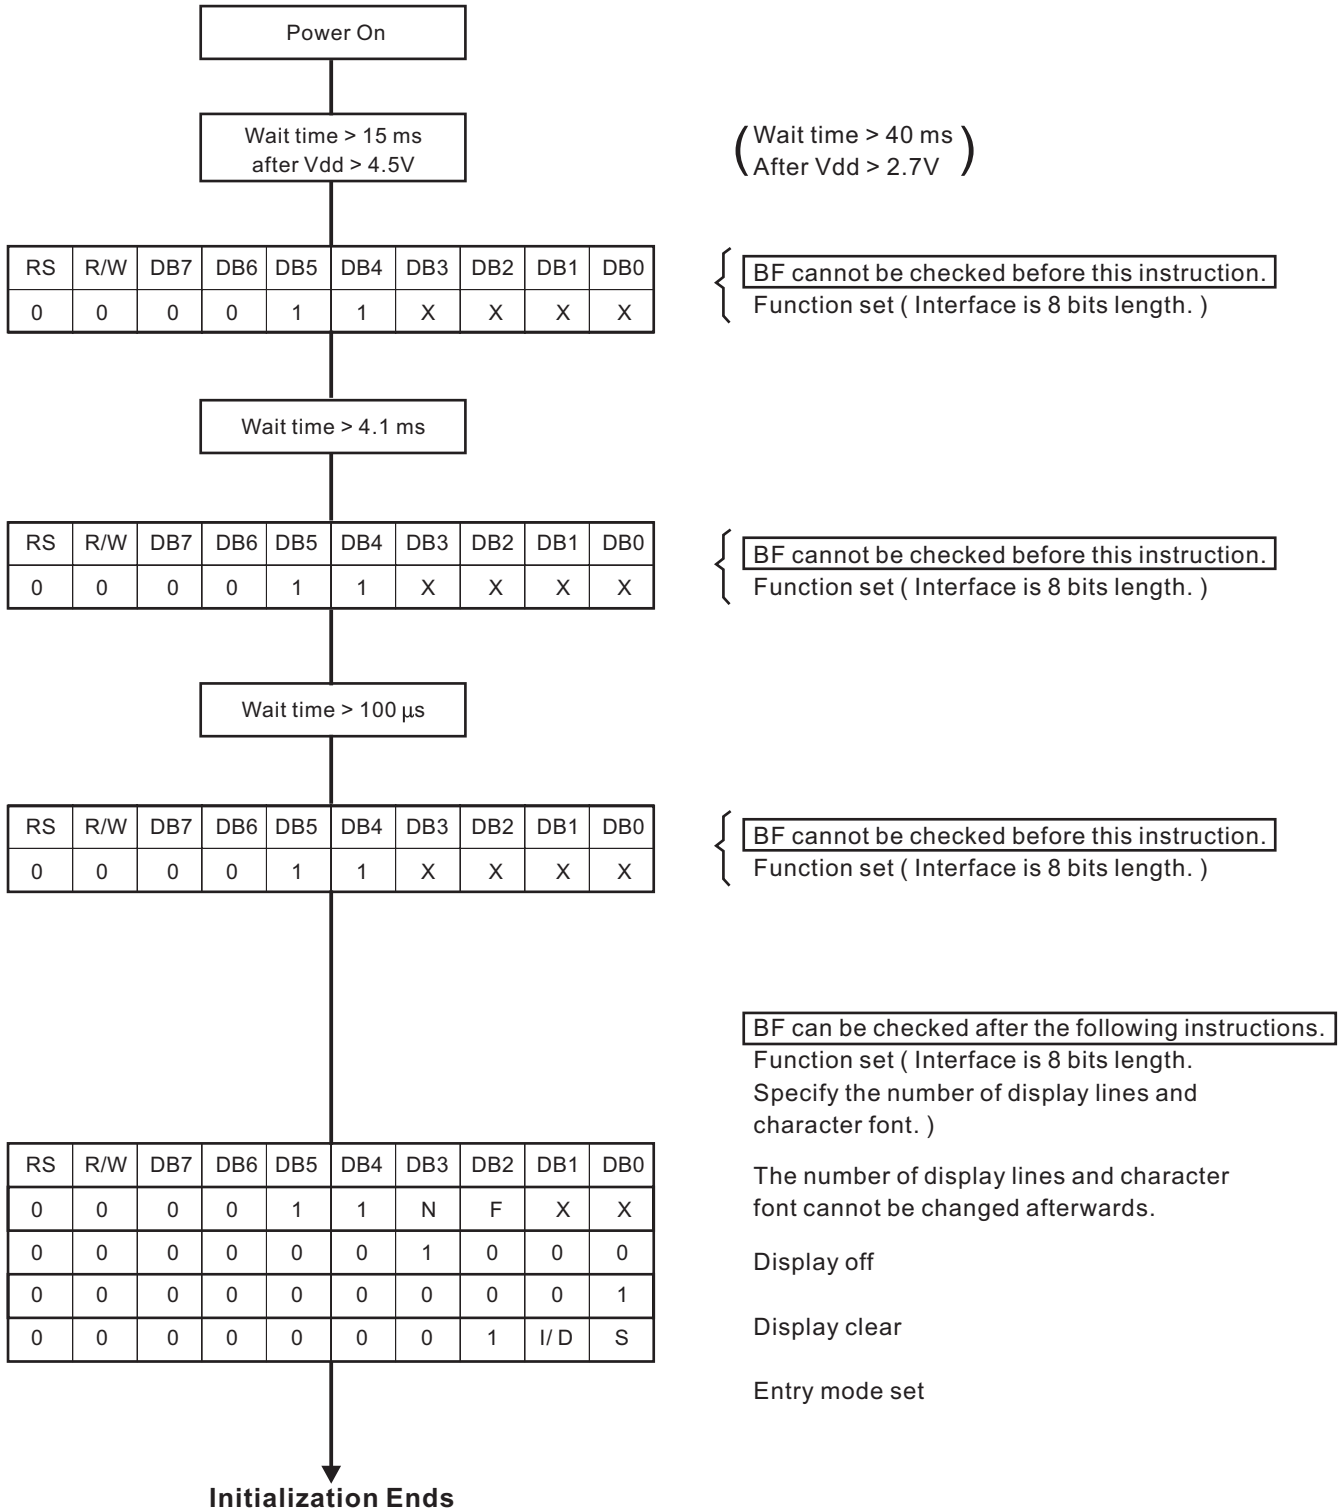 Power On
Wait time > 15 ms
after Vdd > 4.5V
(Wait time > 40 ms
After Vdd > 2.7V)
RS R/W DB7 DB6 DB5 DB4 DB3 DB2 DB1 DB0
0 0 0 0 1 1 X X X X
BF cannot be checked before this instruction.
Function set ( Interface is 8 bits length. )
Wait time > 4.1 ms
RS R/W DB7 DB6 DB5 DB4 DB3 DB2 DB1 DB0
0 0 0 0 1 1 X X X X
BF cannot be checked before this instruction.
Function set ( Interface is 8 bits length. )
Wait time > 100 µs
RS R/W DB7 DB6 DB5 DB4 DB3 DB2 DB1 DB0
0 0 0 0 1 1 X X X X
BF cannot be checked before this instruction.
Function set ( Interface is 8 bits length. )
BF can be checked after the following instructions.
Function set ( Interface is 8 bits length.
Specify the number of display lines and
character font. )
The number of display lines and character
font cannot be changed afterwards.
Display off
Display clear
Entry mode set
RS R/W DB7 DB6 DB5 DB4 DB3 DB2 DB1 DB0
0 0 0 0 1 1 N F X X
0 0 0 0 0 0 1 0 0 0
0 0 0 0 0 0 0 0 0 1
0 0 0 0 0 0 0 1 I/ D S
Initialization Ends